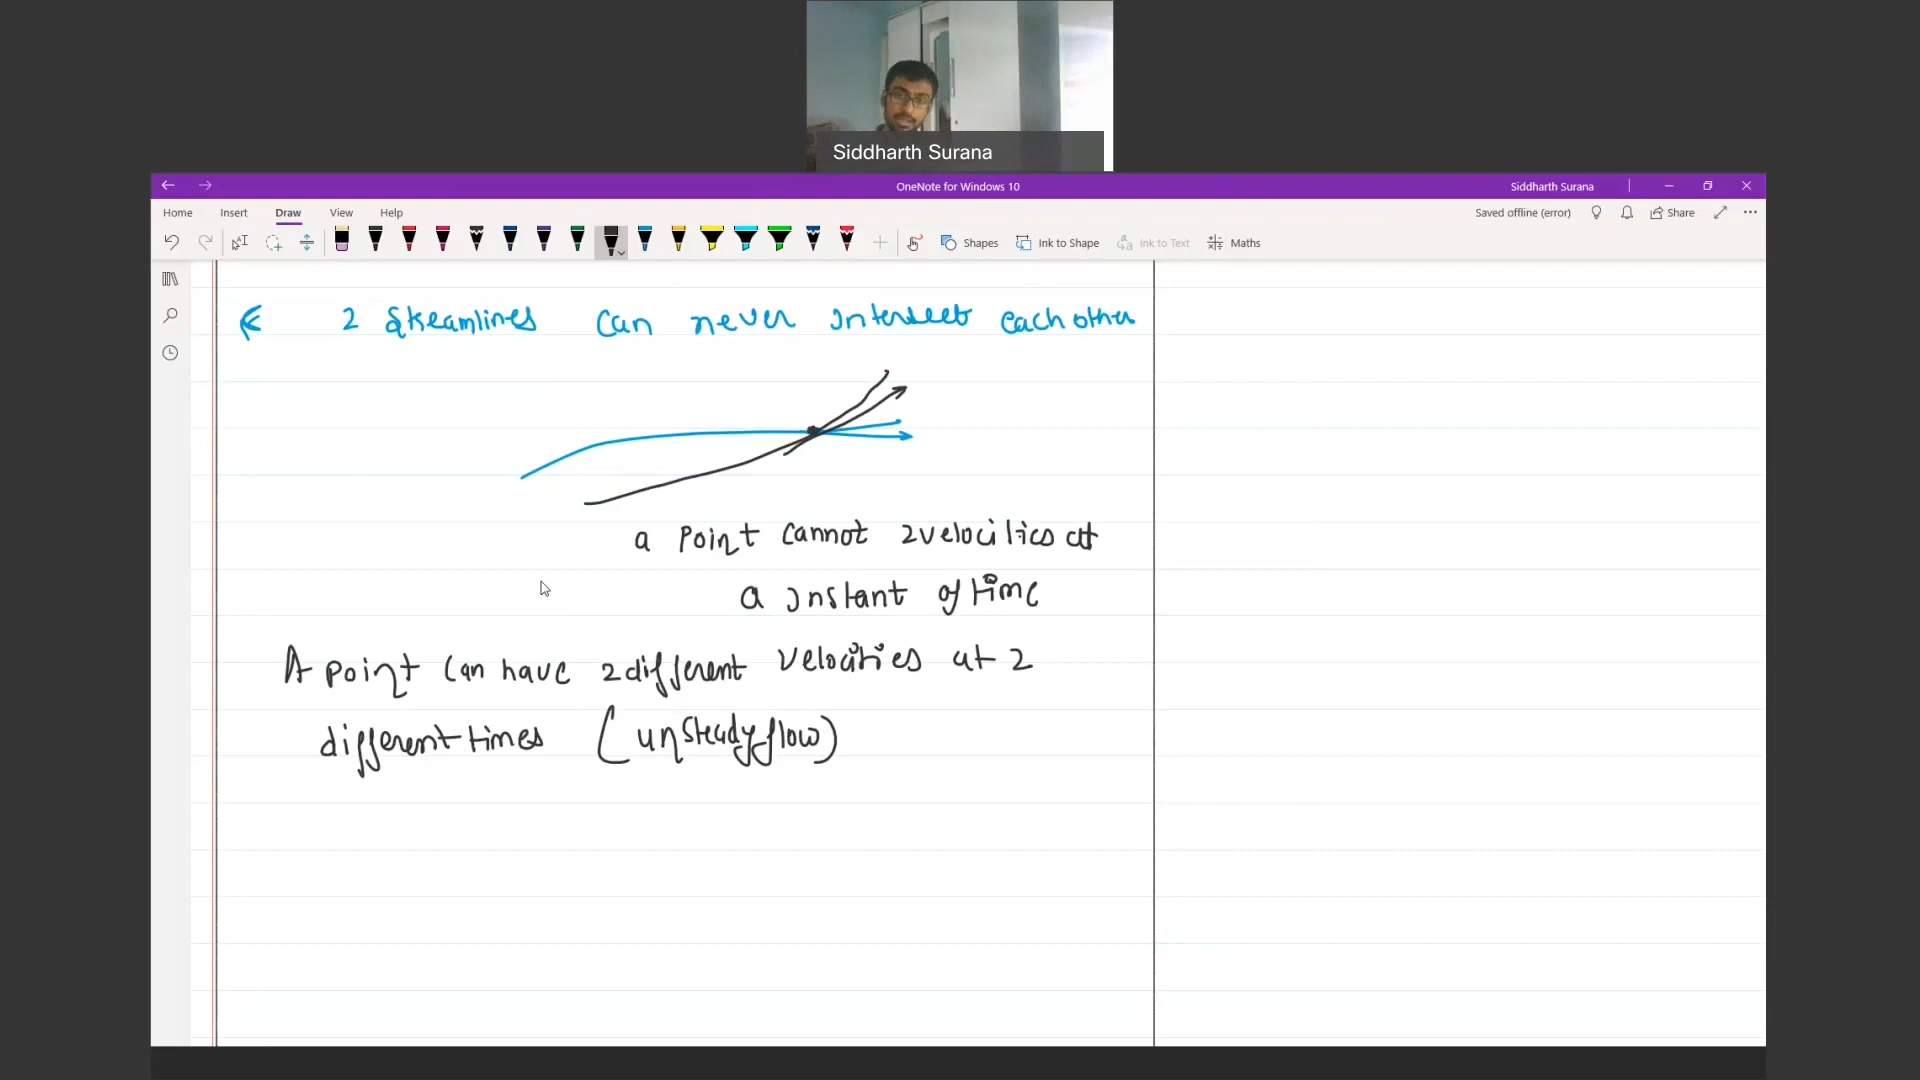 Siddharth Surana
OneNote for Windows 10
Siddharth Surana
Home Insert Draw View Help
Saved offline (error) Share
Shapes Ink to Shape Ink to Text Maths
2 streamlines can never intersect each other
a point cannot 2 velocities at
a instant of time
A point can have 2 different velocities at 2
different times (unsteady flow)